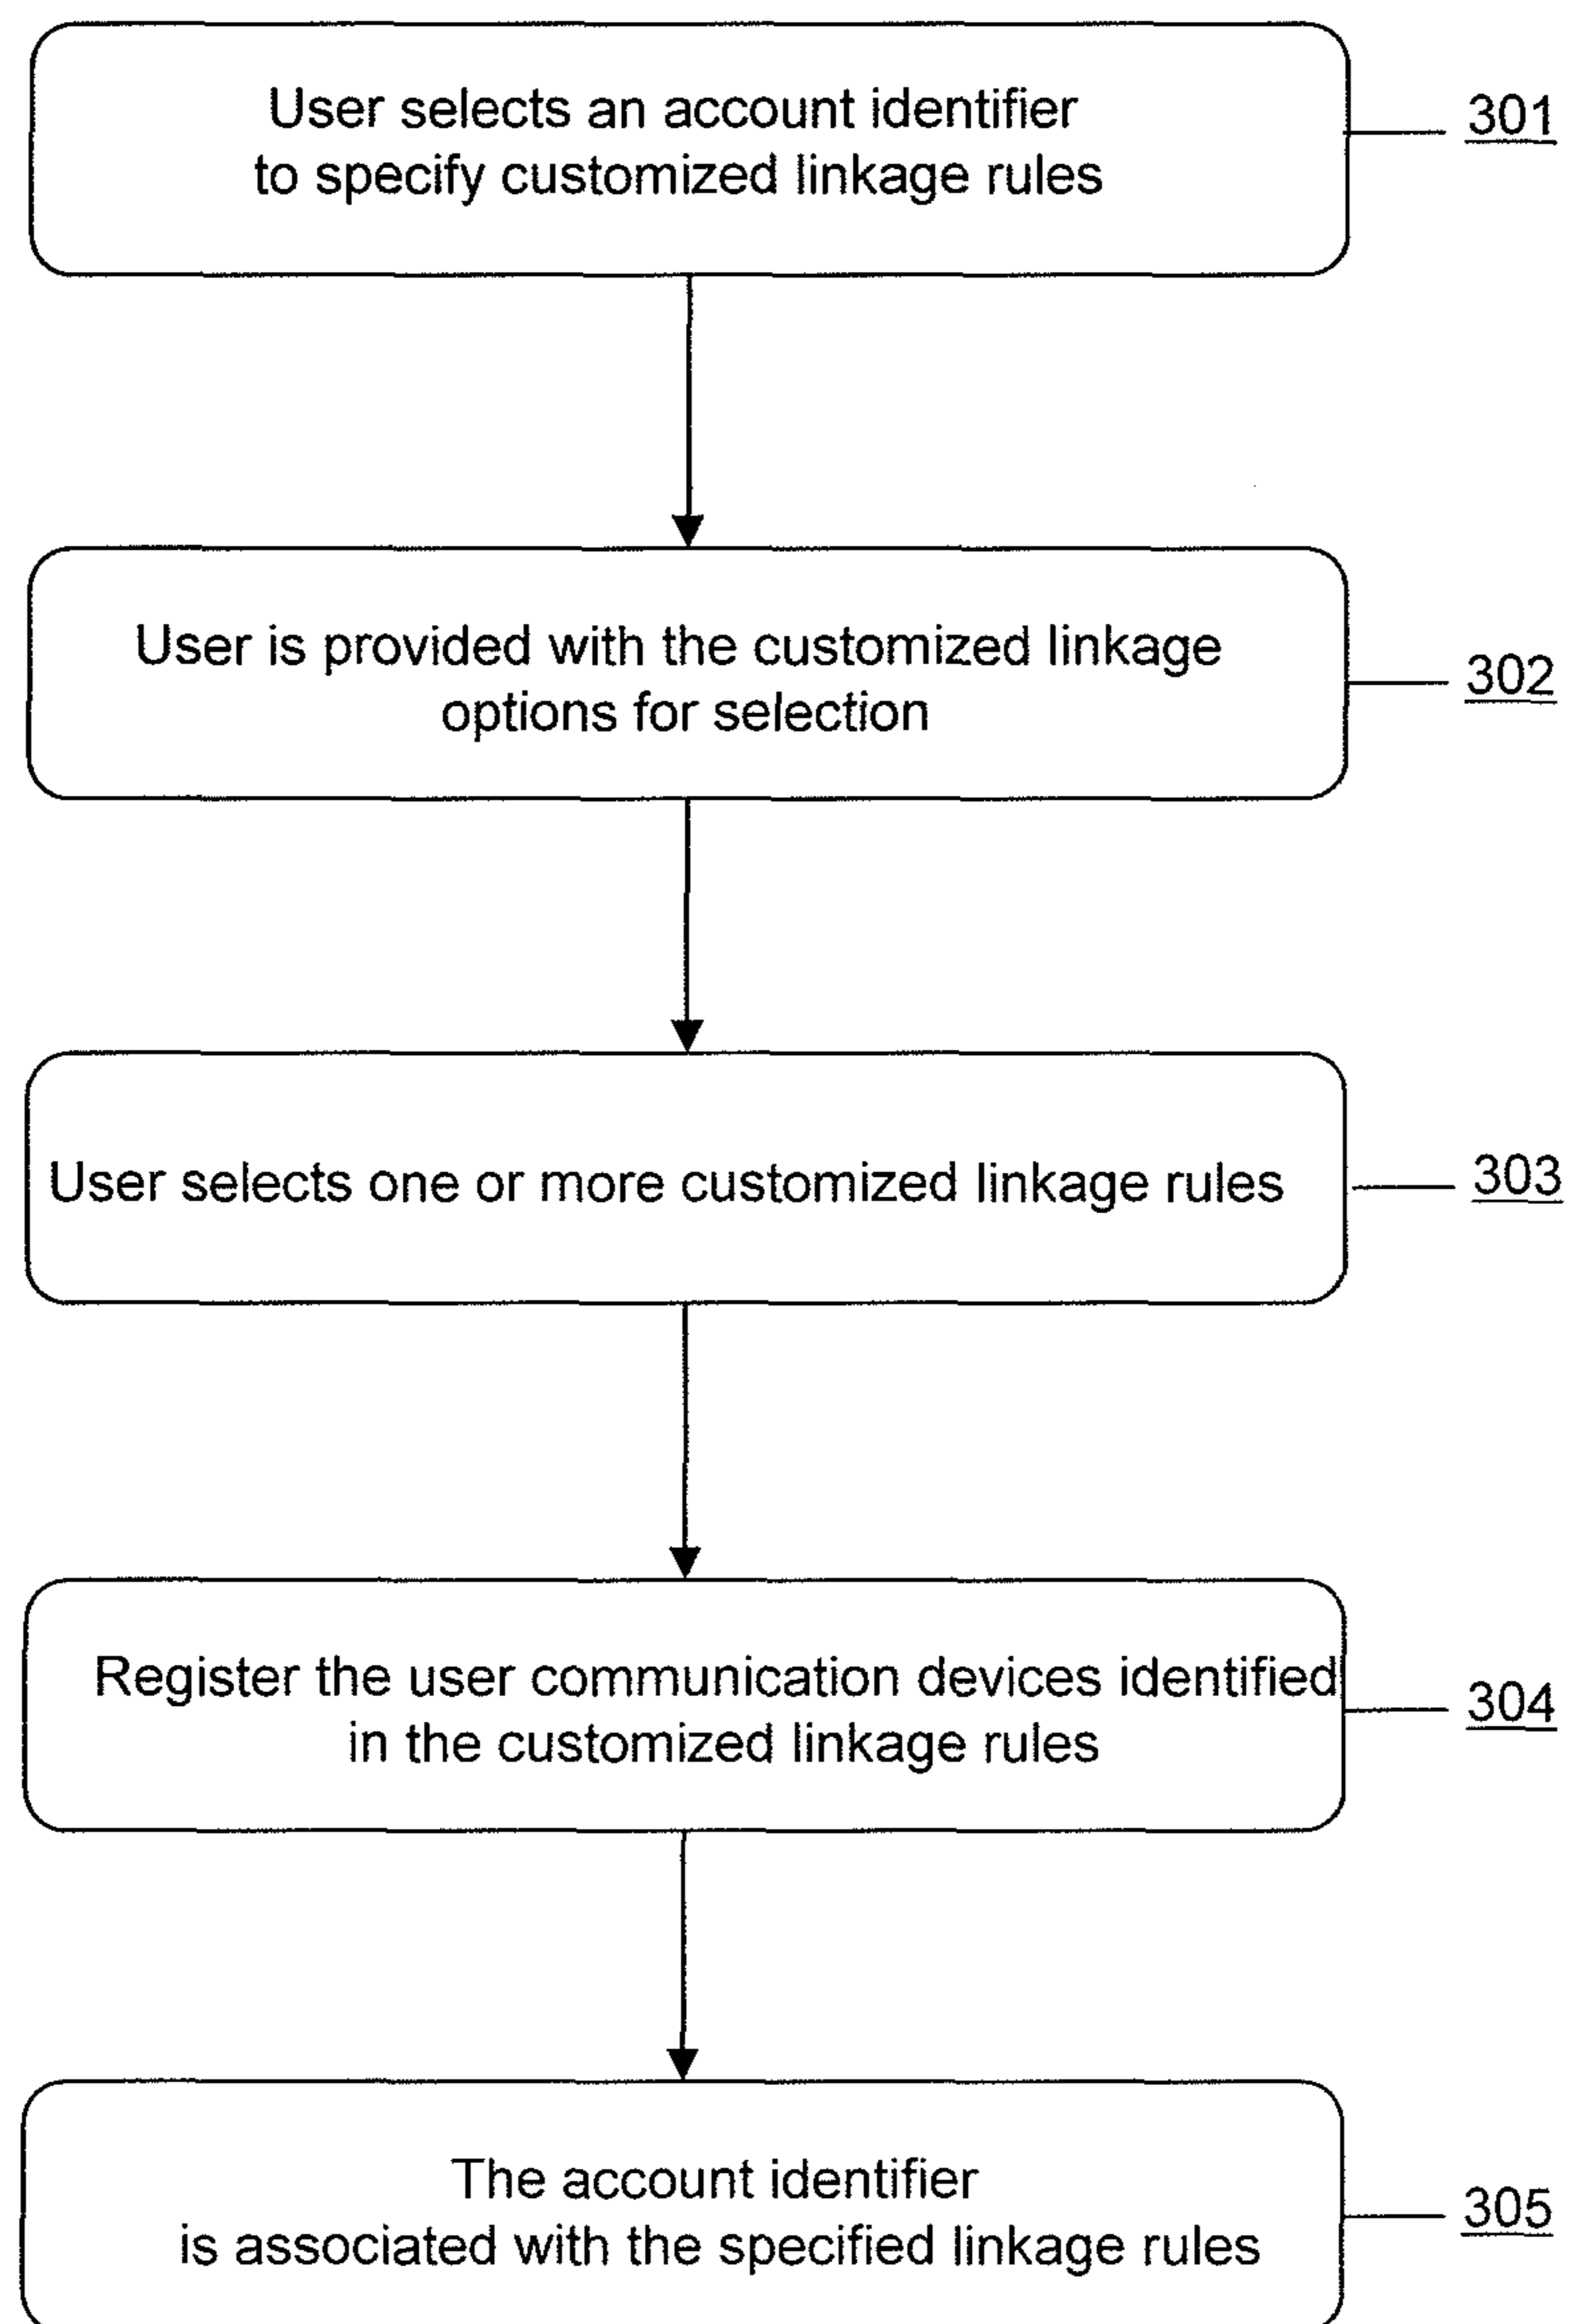 User selects an account identifier
to specify customized linkage rules
301
User is provided with the customized linkage
options for selection
302
User selects one or more customized linkage rules
303
Register the user communication devices identified
in the customized linkage rules
304
The account identifier
is associated with the specified linkage rules
305